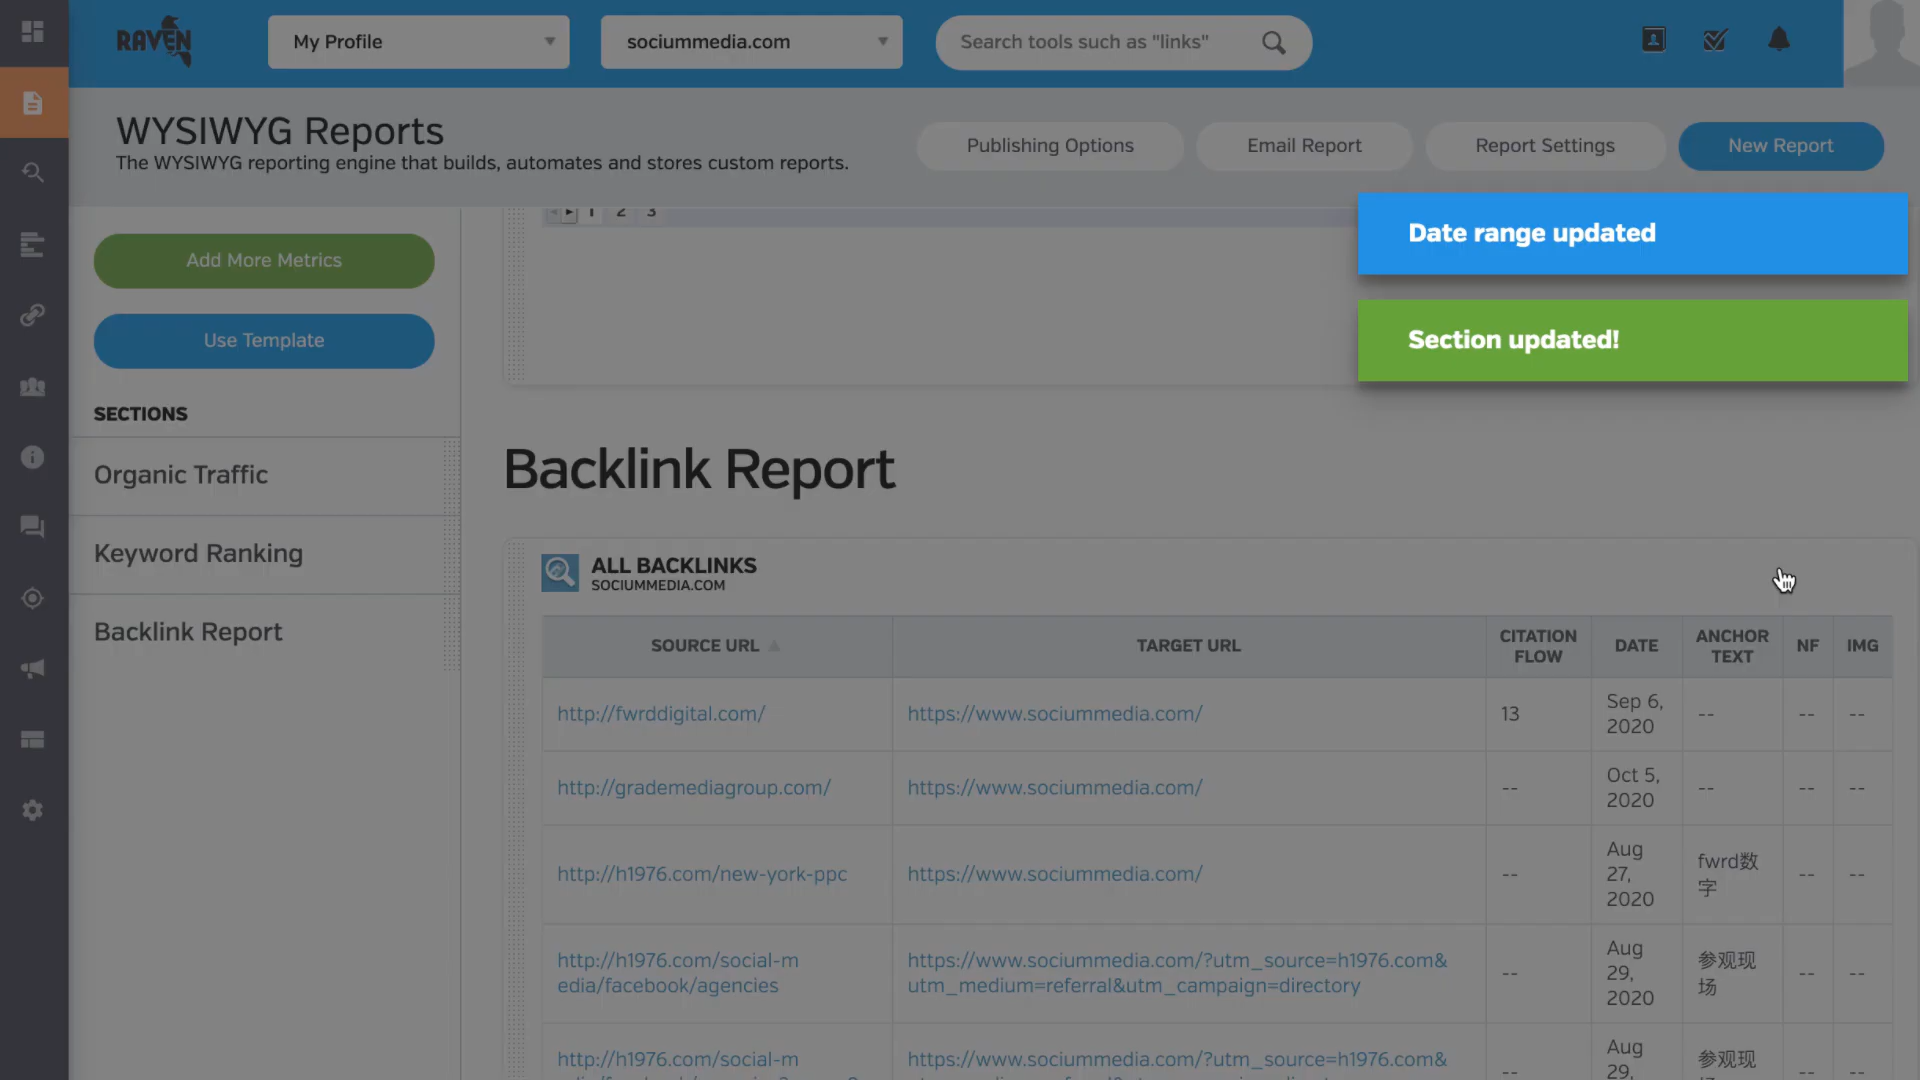 RAVEN
My Profile
sociummedia.com
Search tools such as "links"
WYSIWYG Reports
The WYSIWYG reporting engine that builds, automates and stores custom reports.
Publishing Options
Email Report
Report Settings
New Report
1 2 3
Date range updated
Section updated!
Add More Metrics
Use Template
SECTIONS
Organic Traffic
Keyword Ranking
Backlink Report
Backlink Report
ALL BACKLINKS
SOCIUMMEDIA.COM
SOURCE URL
TARGET URL
CITATION
FLOW
DATE
ANCHOR
TEXT
NF
IMG
http://fwrddigital.com/
https://www.sociummedia.com/
13
Sep 6,
2020
--
--
--
http://grademediagroup.com/
https://www.sociummedia.com/
--
Oct 5,
2020
--
--
--
http://h1976.com/new-york-ppc
https://www.sociummedia.com/
--
Aug
27,
2020
fwrd数
字
--
--
http://h1976.com/social-m
edia/facebook/agencies
https://www.sociummedia.com/?utm_source=h1976.com&
utm_medium=referral&utm_campaign=directory
--
Aug
29,
2020
参观现
场
--
--
http://h1976.com/social-m
https://www.sociummedia.com/?utm_source=h1976.com&
--
Aug
29,
参观现
--
--